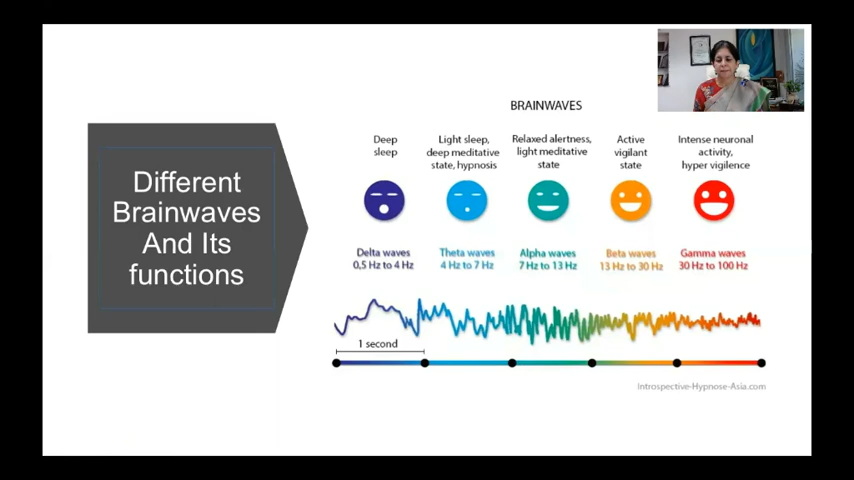 Different
Brainwaves
And Its
functions
BRAINWAVES
Deep
sleep
Light sleep,
deep meditative
state, hypnosis
Relaxed alertness,
light meditative
state
Active
vigilant
state
Intense neuronal
activity,
hyper vigilence
Delta waves
0,5 Hz to 4 Hz
Theta waves
4 Hz to 7 Hz
Alpha waves
7 Hz to 13 Hz
Beta waves
13 Hz to 30 Hz
Gamma waves
30 Hz to 100 Hz
1 second
Introspective-Hypnose-Asia.com